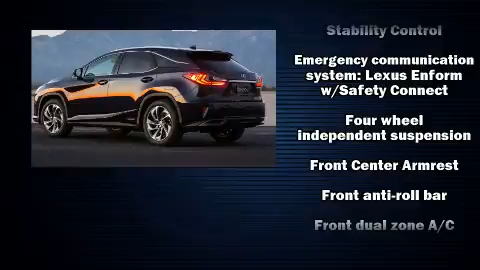 Stability Control
Emergency communication
system: Lexus Enform
w/Safety Connect
Four wheel
independent suspension
Front Center Armrest
Front anti-roll bar
Front dual zone A/C